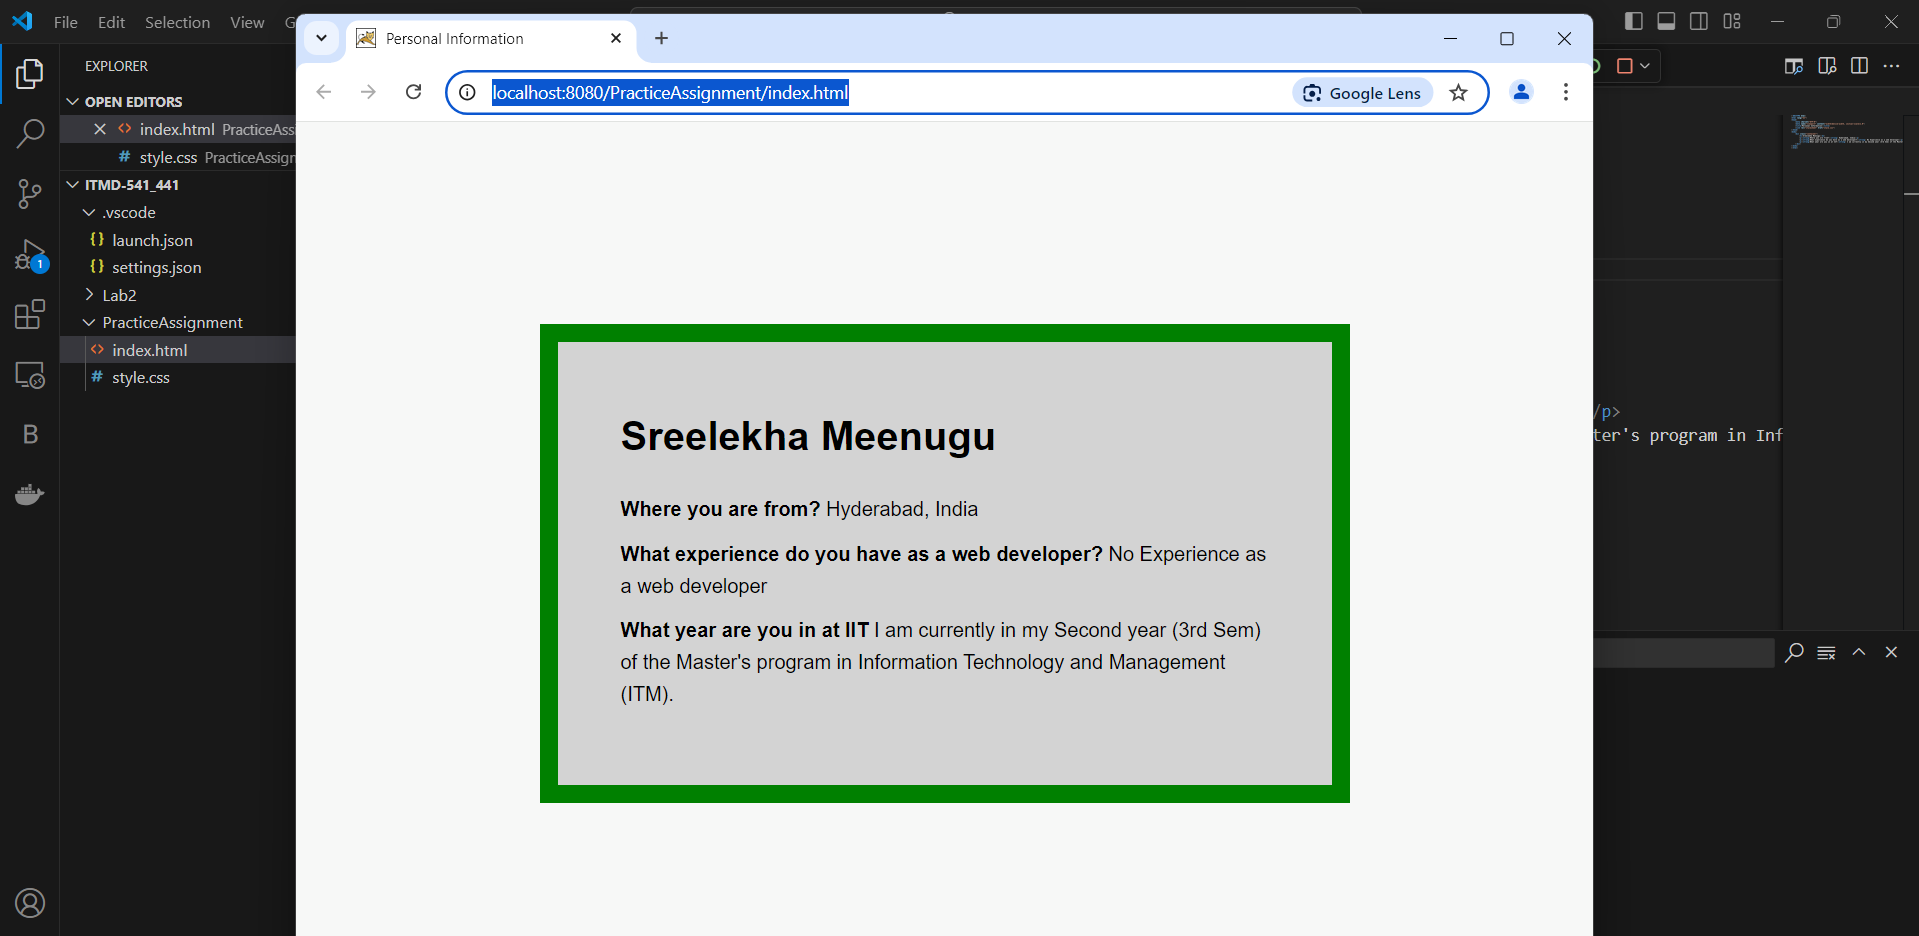 File Edit Selection View G
Personal Information
localhost:8080/PracticeAssignment/index.html
Google Lens
EXPLORER
OPEN EDITORS
index.html PracticeAssi
# style.css PracticeAssign
ITMD-541_441
.vscode
{} launch.json
1
{} settings.json
Lab2
PracticeAssignment
index.html
# style.css
B
Sreelekha Meenugu
Where you are from? Hyderabad, India
What experience do you have as a web developer? No Experience as
a web developer
What year are you in at IIT I am currently in my Second year (3rd Sem)
of the Master's program in Information Technology and Management
(ITM).
/p>
ter's program in Inf